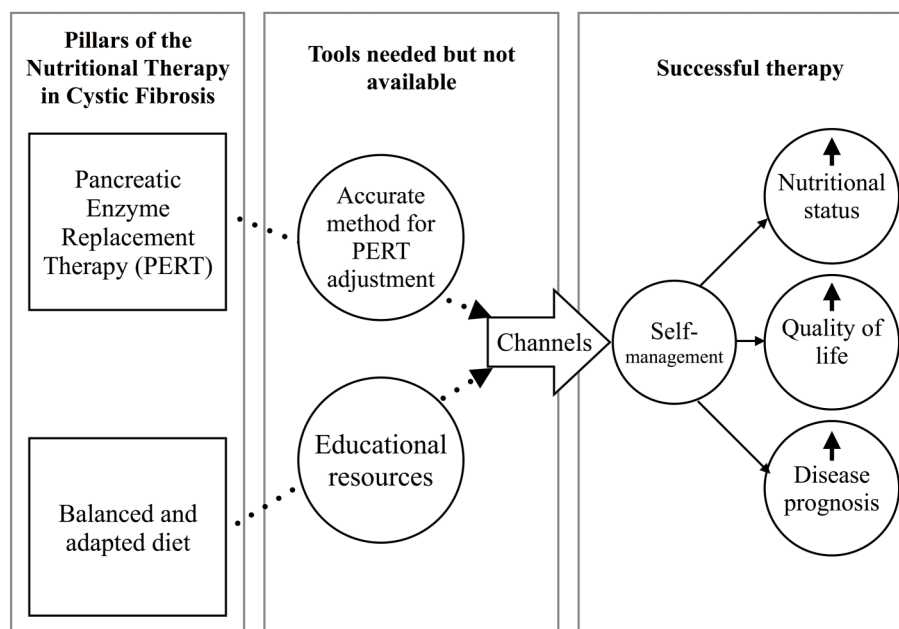 Pillars of the
Nutritional Therapy
in Cystic Fibrosis
Pancreatic
Enzyme
Replacement
Therapy (PERT)
Balanced and
adapted diet
Tools needed but not
available
Accurate
method for
PERT
adjustment
Educational
resources
Channels
Successful therapy
Self-
management
Nutritional
status
Quality of
life
Disease
prognosis